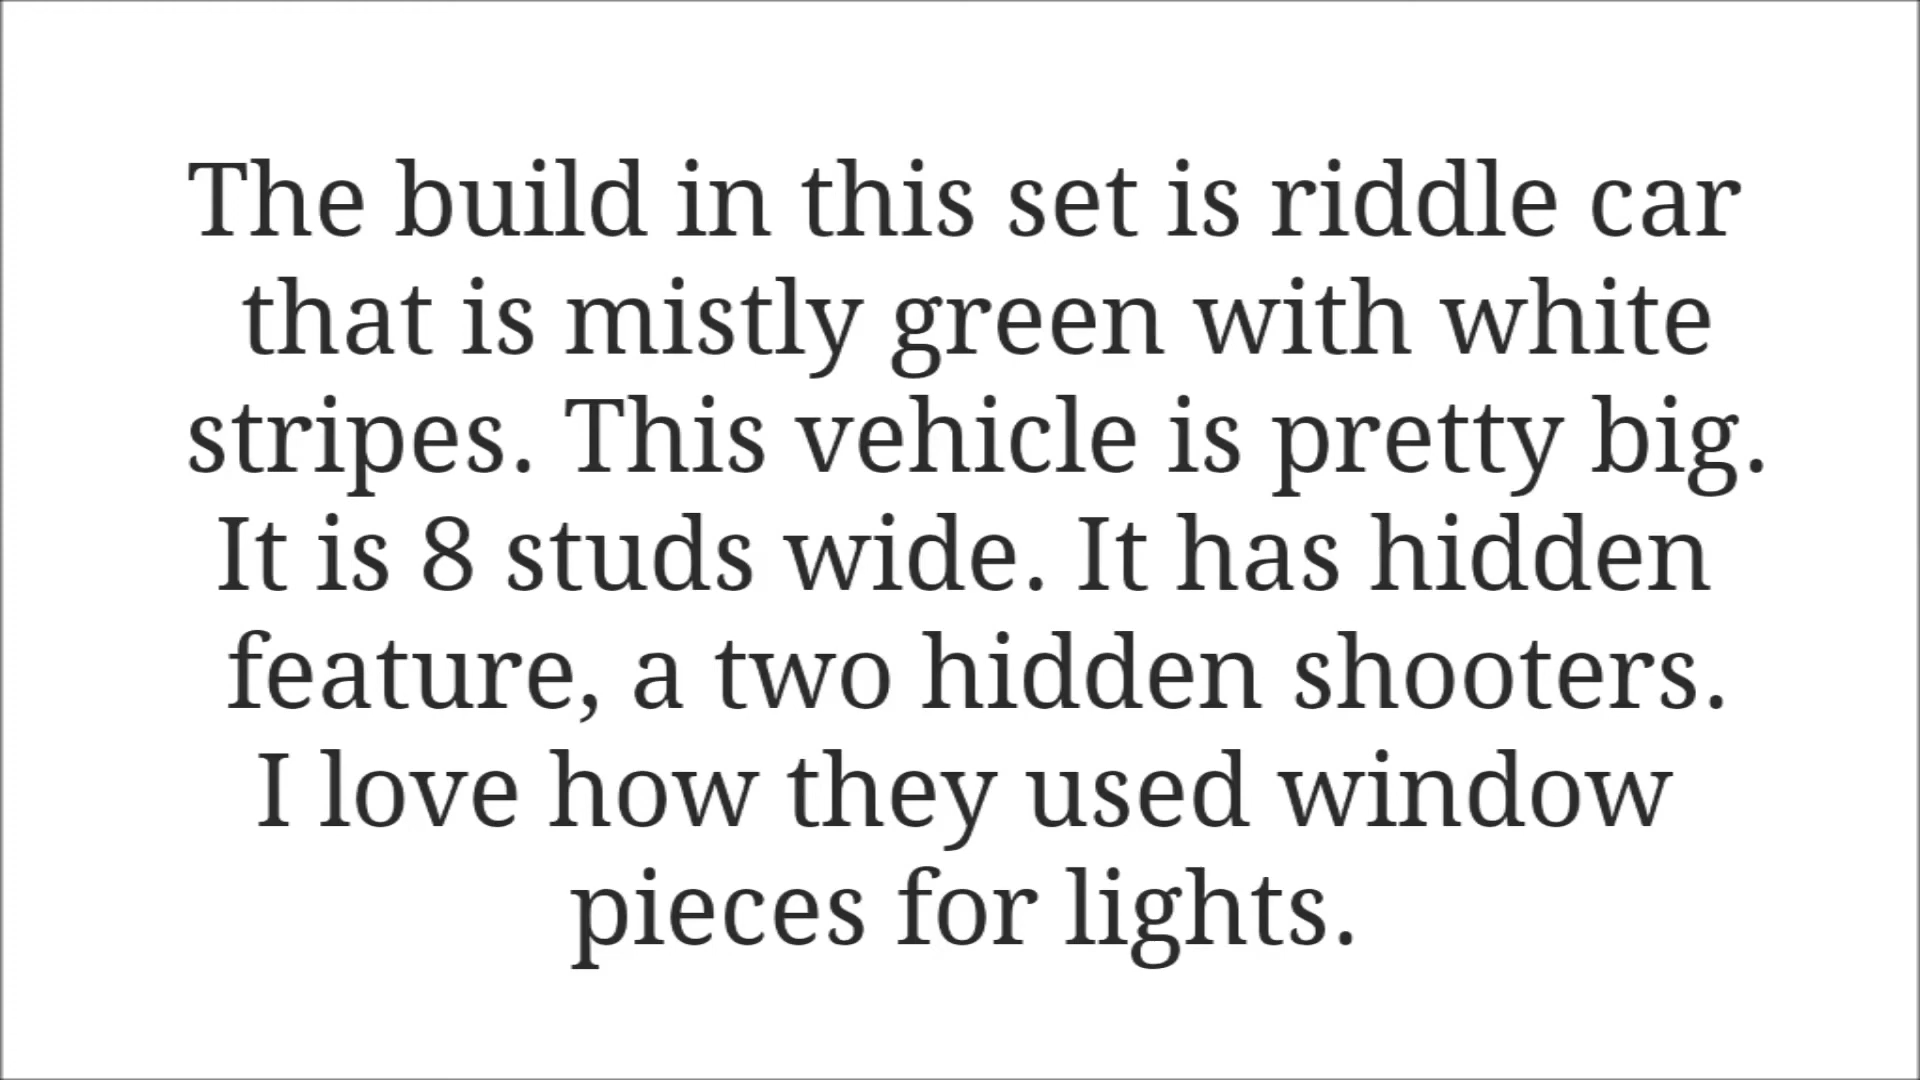 The build in this set is riddle car
that is mistly green with white
stripes. This vehicle is pretty big.
It is 8 studs wide. It has hidden
feature, a two hidden shooters.
I love how they used window
pieces for lights.